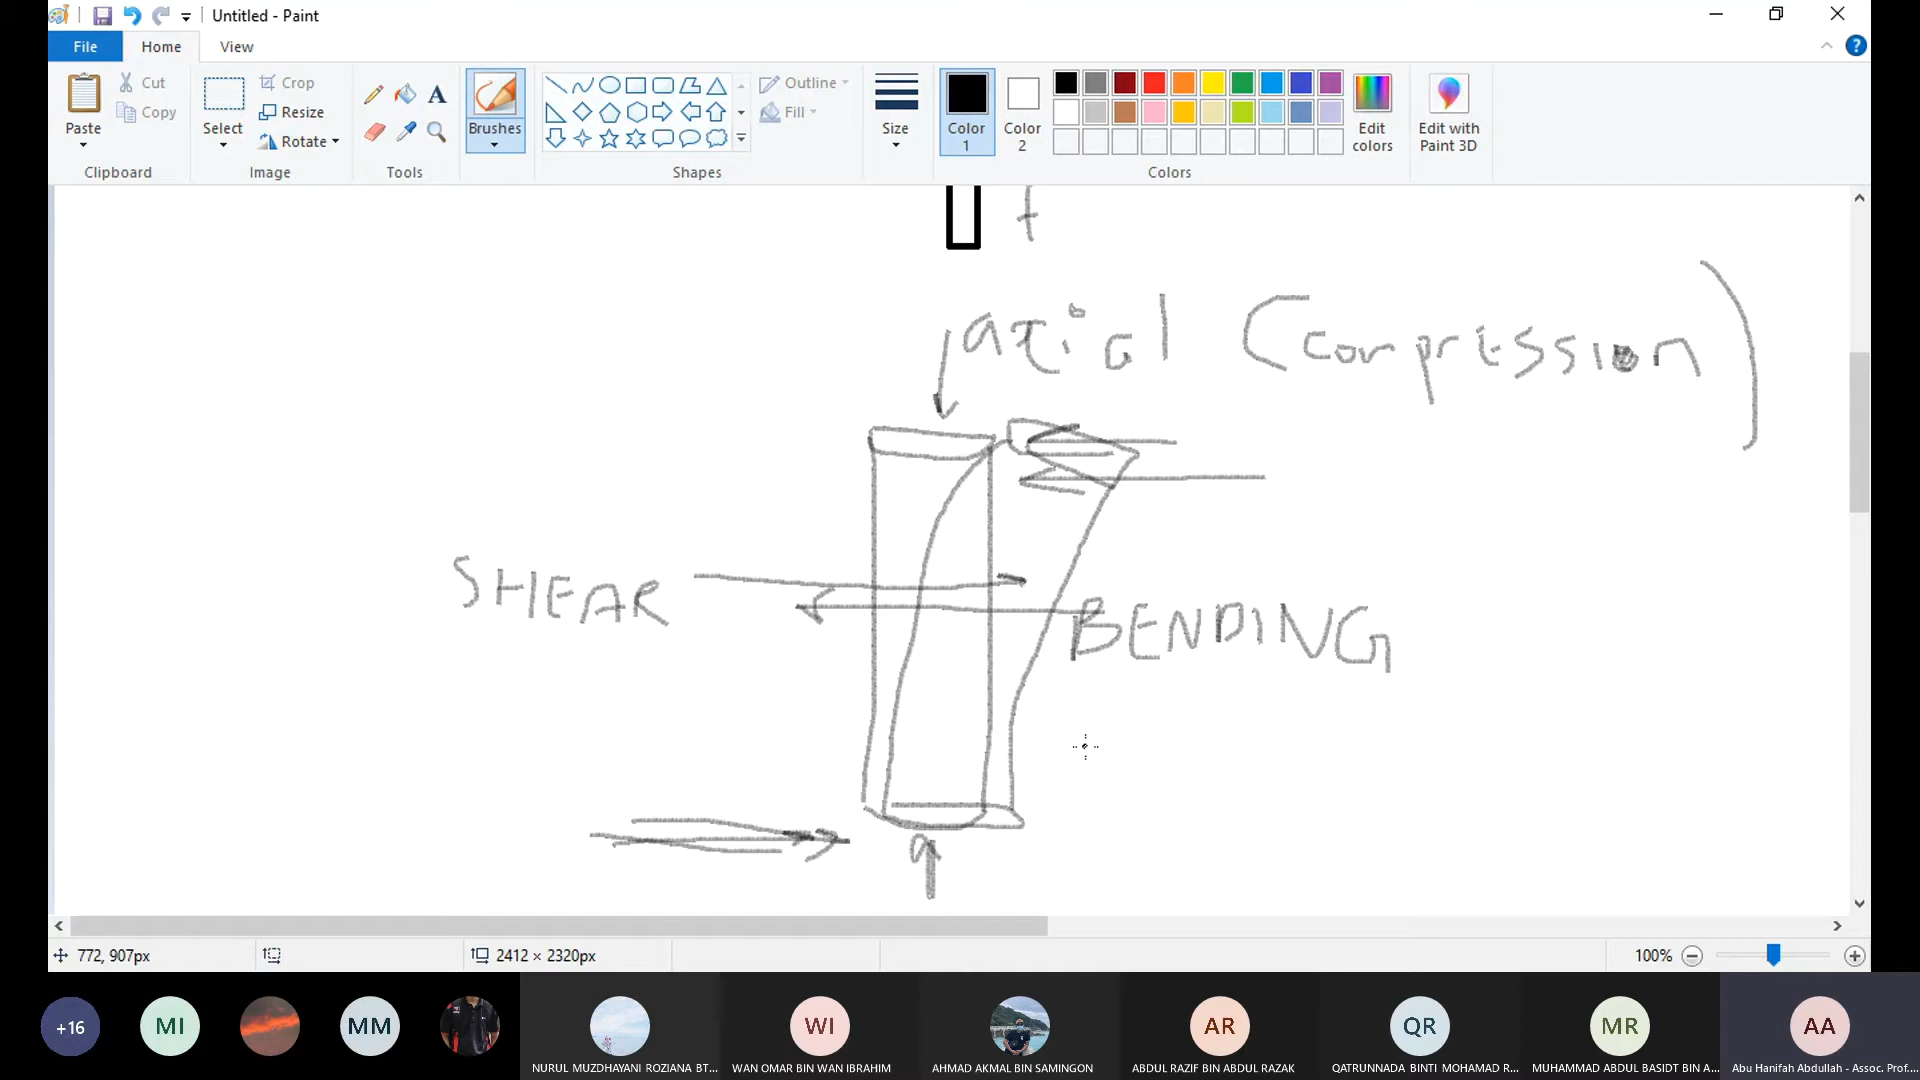 Untitled - Paint
File Home View
Paste
Cut
Copy
Clipboard
Select
Crop
Resize
Rotate
Image
Tools
Brushes
Outline
Fill
Shapes
Size
Color 1
Color 2
Edit colors
Edit with Paint 3D
Colors
axial (compression)
SHEAR
BENDING
772, 907px
2412 × 2320px
100%
+16
MI
MM
WI
AR
QR
MR
AA
NURUL MUZDHAYANI ROZIANA BT...
WAN OMAR BIN WAN IBRAHIM
AHMAD AKMAL BIN SAMINGON
ABDUL RAZIF BIN ABDUL RAZAK
QATRUNNADA BINTI MOHAMAD R...
MUHAMMAD ABDUL BASIDT BIN A...
Abu Hanifah Abdullah - Assoc. Prof....